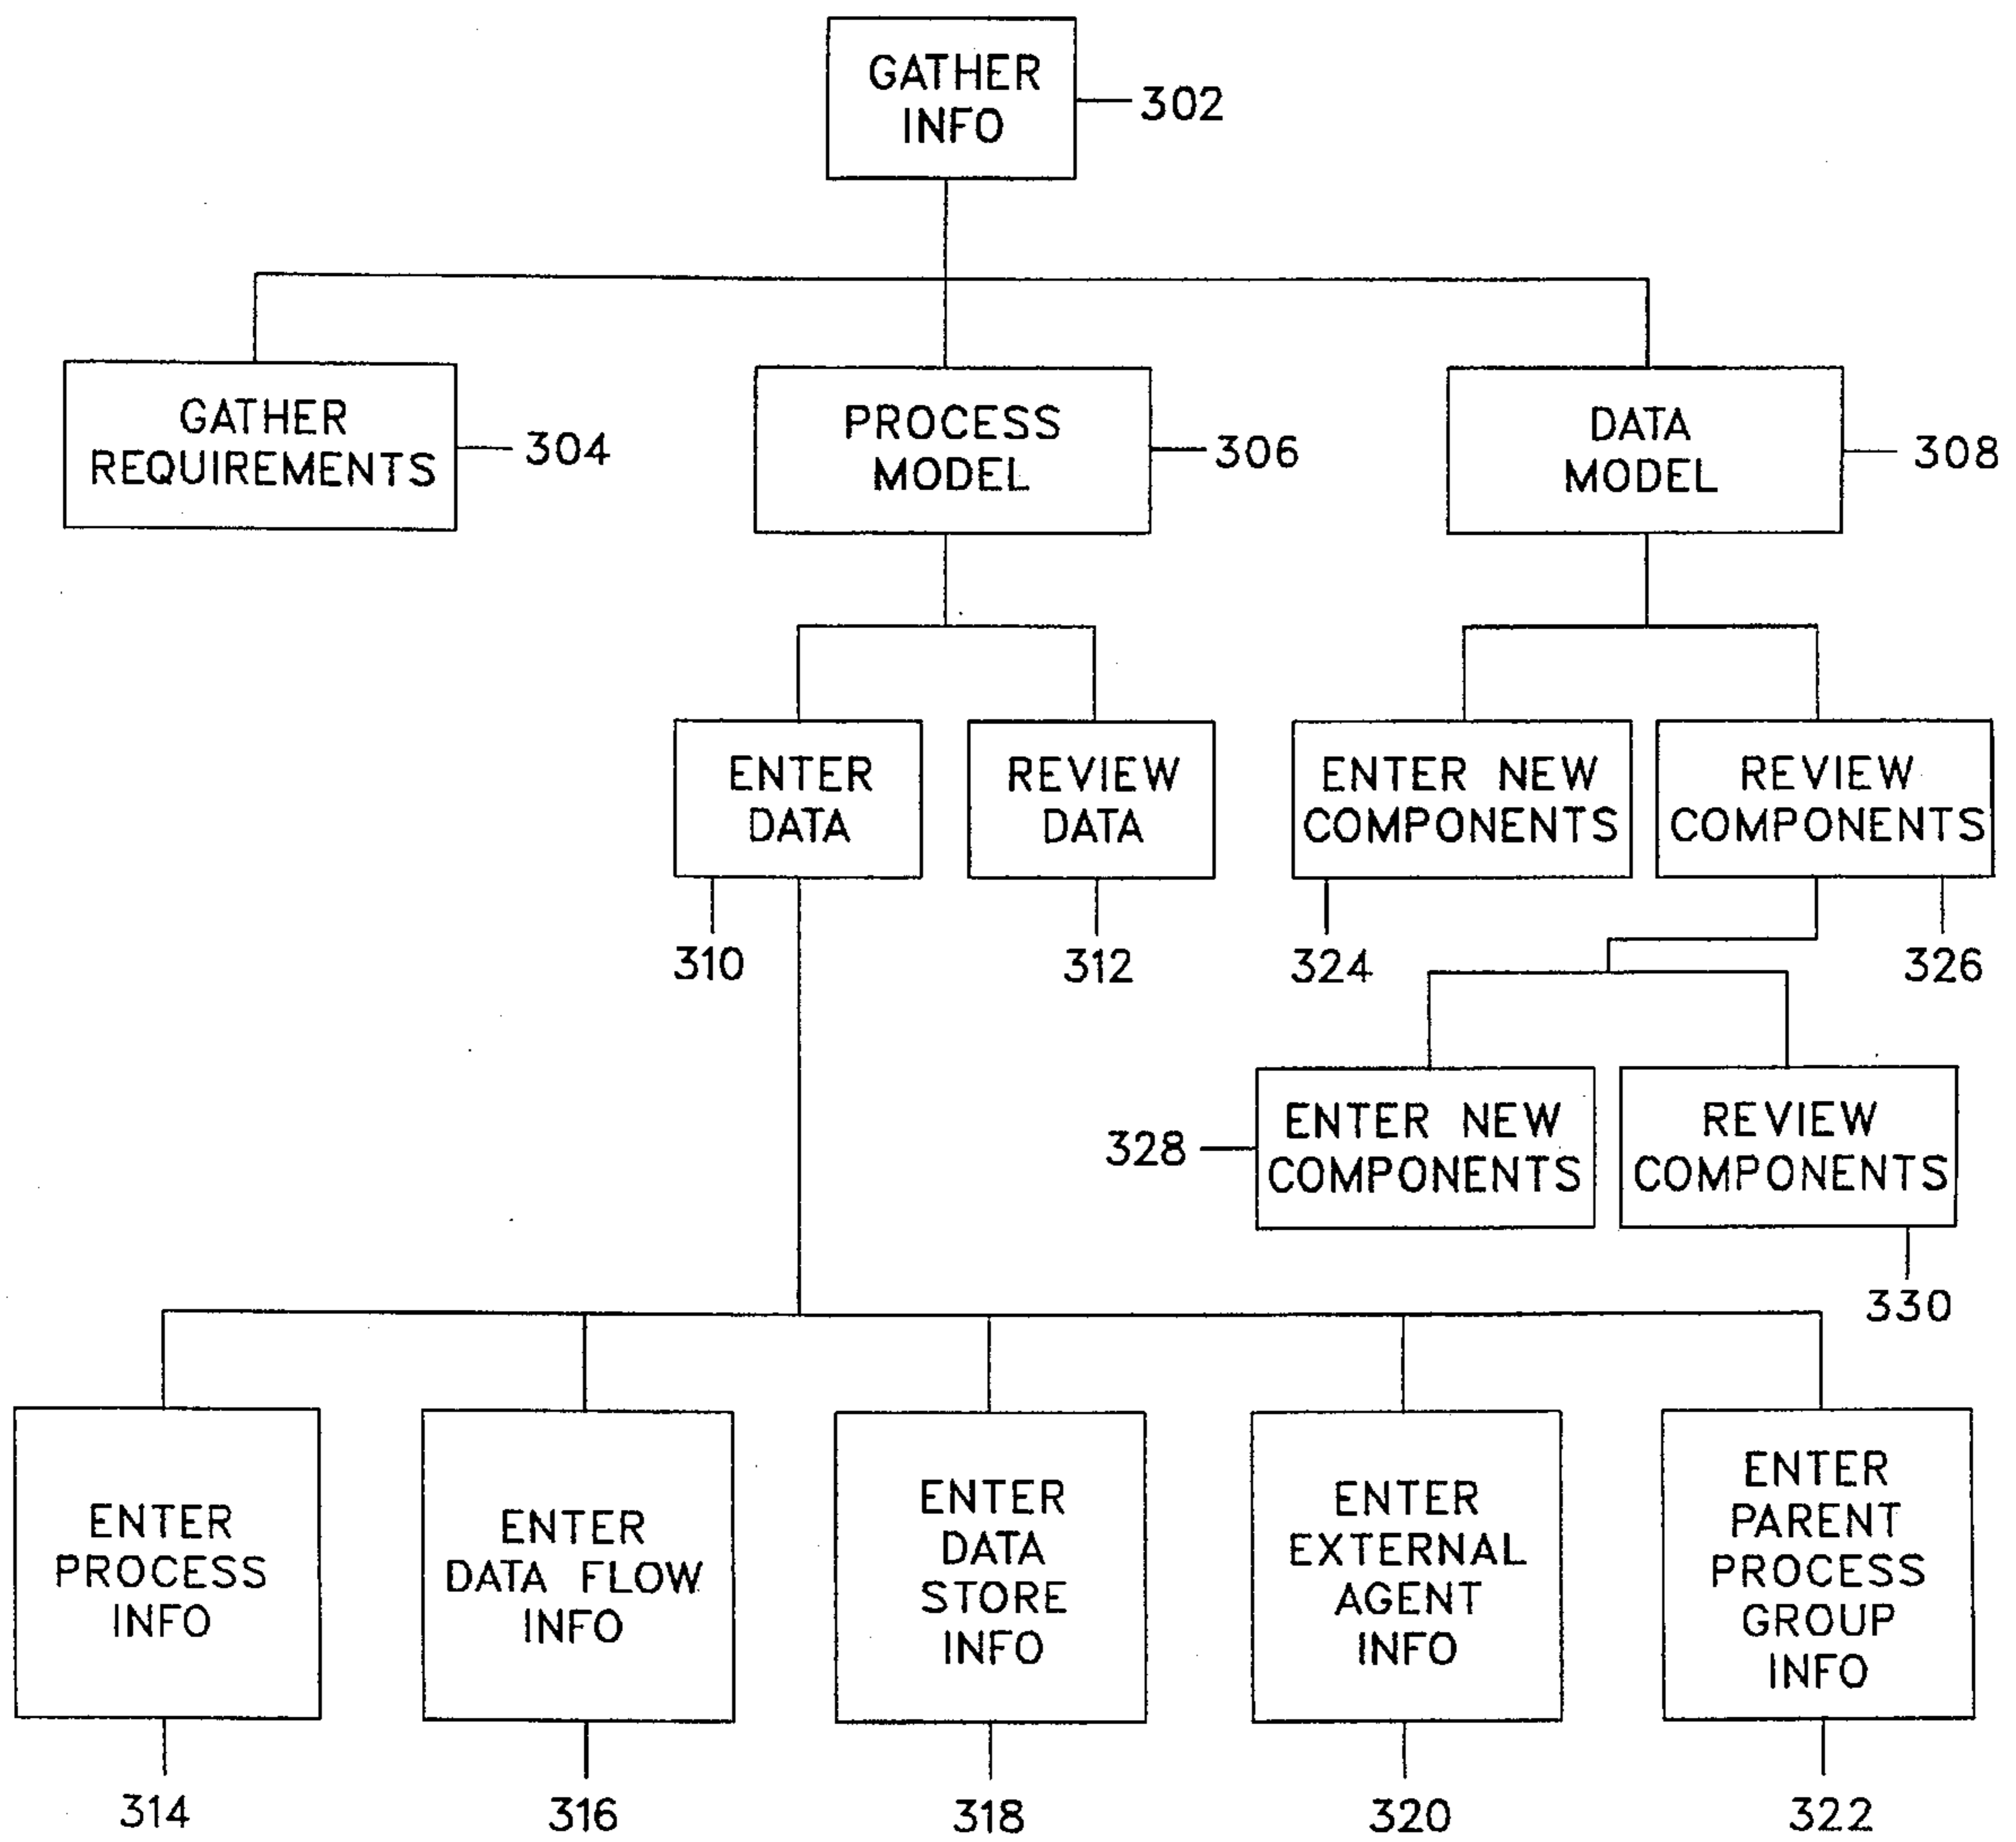 GATHER
INFO
302
GATHER
REQUIREMENTS
304
PROCESS
MODEL
306
DATA
MODEL
308
ENTER
DATA
310
REVIEW
DATA
312
ENTER NEW
COMPONENTS
324
REVIEW
COMPONENTS
326
ENTER NEW
COMPONENTS
328
REVIEW
COMPONENTS
330
ENTER
PROCESS
INFO
314
ENTER
DATA FLOW
INFO
316
ENTER
DATA
STORE
INFO
318
ENTER
EXTERNAL
AGENT
INFO
320
ENTER
PARENT
PROCESS
GROUP
INFO
322